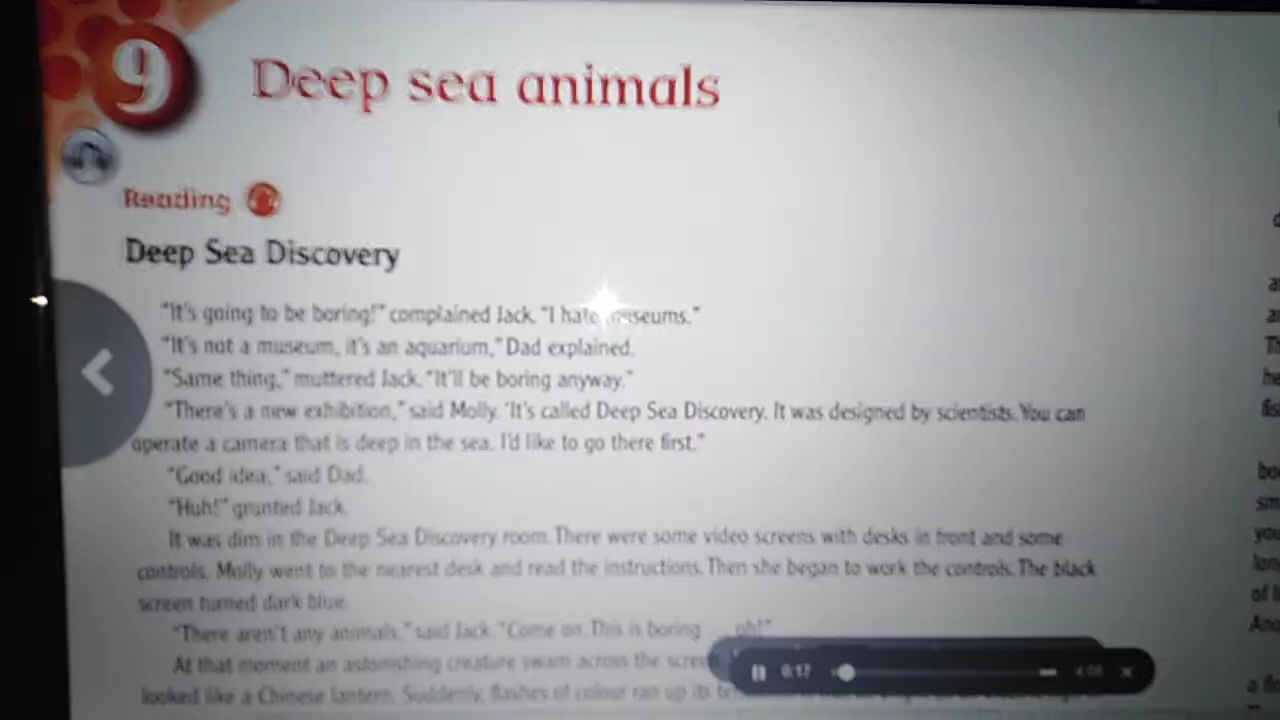 9
Deep sea animals
Reading
Deep Sea Discovery
"It's going to be boring!" complained Jack. "I hate museums."
"It's not a museum, it's an aquarium," Dad explained.
"Same thing," muttered Jack. "It'll be boring anyway."
"There's a new exhibition," said Molly. "It's called Deep Sea Discovery. It was designed by scientists. You can
operate a camera that is deep in the sea. I'd like to go there first."
"Good idea," said Dad.
"Huh!" grunted Jack.
It was dim in the Deep Sea Discovery room. There were some video screens with desks in front and some
controls. Molly went to the nearest desk and read the instructions. Then she began to work the controls. The black
screen turned dark blue.
"There aren't any animals," said Jack. "Come on. This is boring ... oh!"
At that moment an astonishing creature swam across the screen
looked like a Chinese lantern. Suddenly, flashes of colour ran up its
0:17